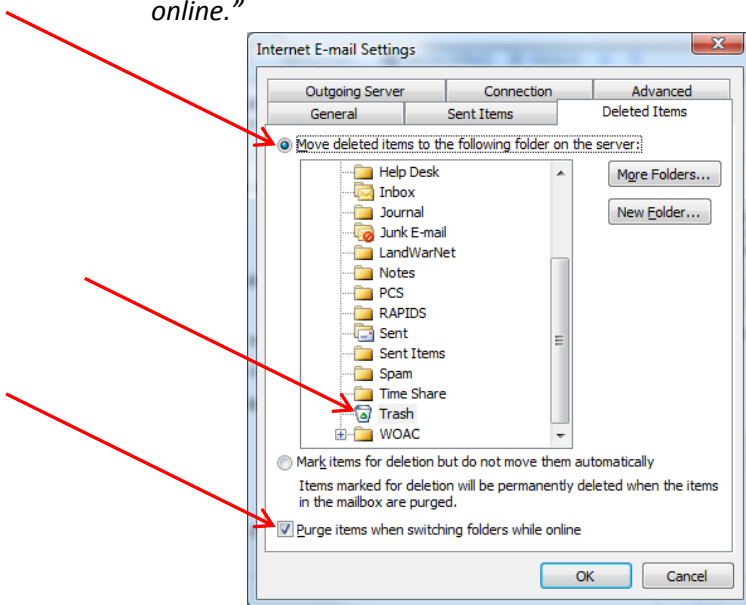 online.”
Internet E-mail Settings
Outgoing Server Connection Advanced
General Sent Items Deleted Items
Move deleted items to the following folder on the server:
Help Desk
Inbox
Journal
Junk E-mail
LandWarNet
Notes
PCS
RAPIDS
Sent
Sent Items
Spam
Time Share
Trash
WOAC
More Folders...
New Folder...
Mark items for deletion but do not move them automatically
Items marked for deletion will be permanently deleted when the items
in the mailbox are purged.
Purge items when switching folders while online
OK Cancel